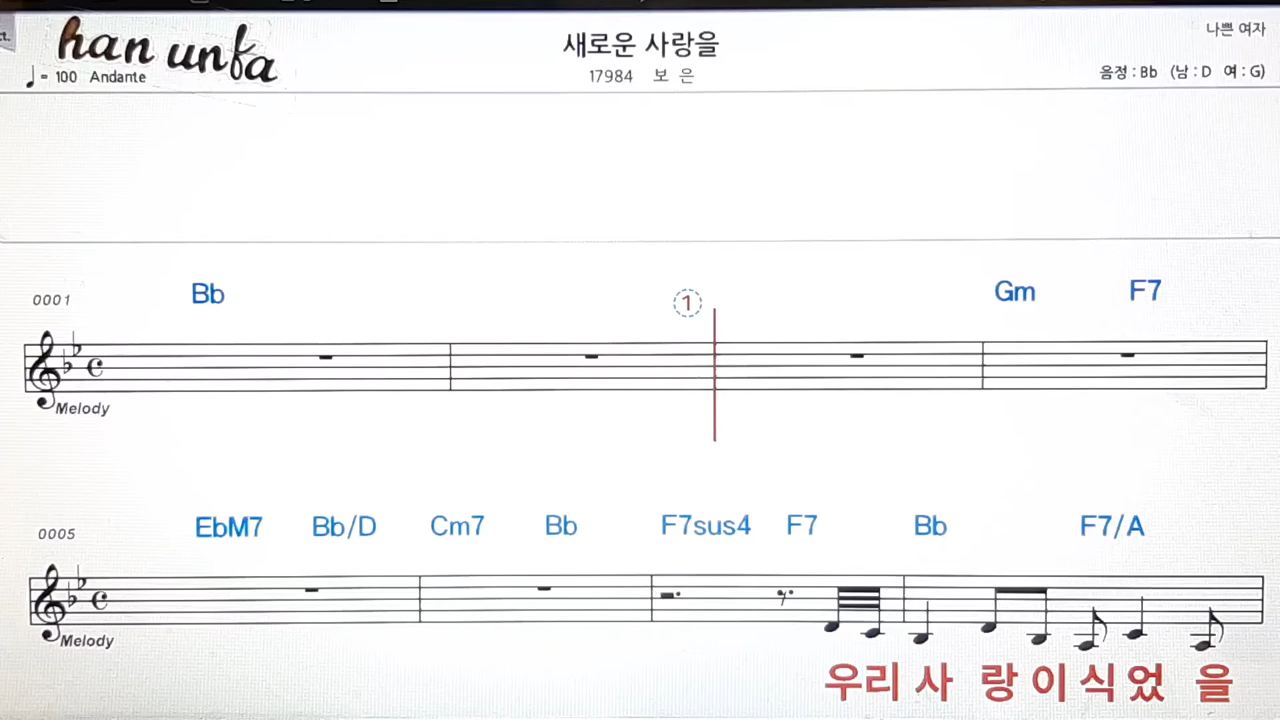 ct.
han unfa
새로운 사랑을
나쁜 여자
♩ = 100 Andante
17984 보 은
음정 : Bb (남 : D 여 : G)
0001
Bb
1
Gm F7
Melody
0005
EbM7 Bb/D Cm7 Bb F7sus4 F7 Bb F7/A
Melody
우리 사 랑 이 식 었 을